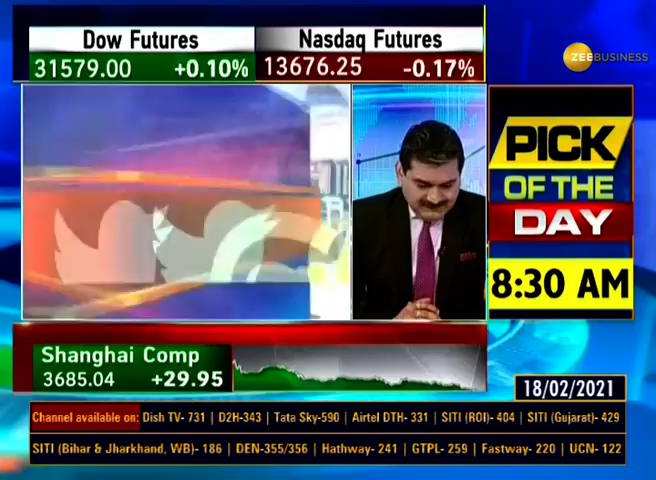 Dow Futures
31579.00 +0.10%
Nasdaq Futures
13676.25 -0.17%
ZEEBUSINESS
PICK
OF THE
DAY
8:30 AM
Shanghai Comp
3685.04 +29.95
18/02/2021
Channel available on: Dish TV- 731 | D2H-343 | Tata Sky-590 | Airtel DTH- 331 | SITI (ROI)- 404 | SITI (Gujarat)- 429
SITI (Bihar & Jharkhand, WB)- 186 | DEN-355/356 | Hathway- 241 | GTPL- 259 | Fastway- 220 | UCN- 122